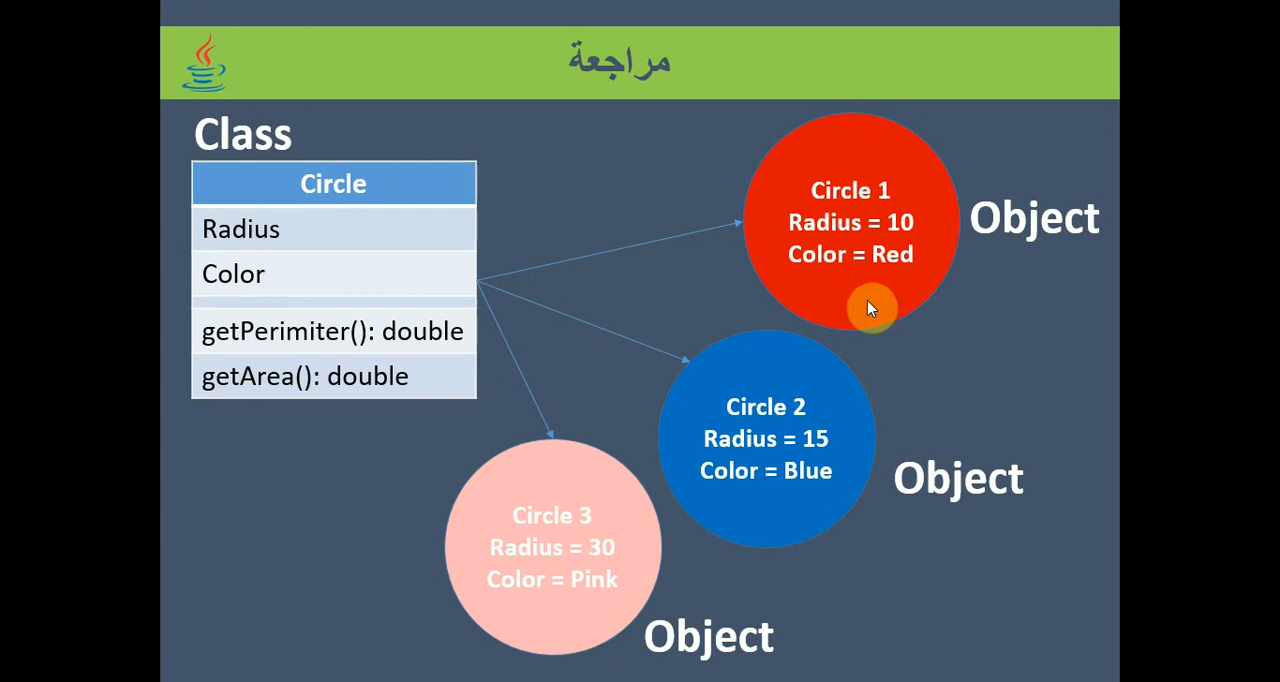 مراجعة
Class
Circle
Radius
Color
getPerimiter(): double
getArea(): double
Circle 1
Radius = 10
Color = Red
Object
Circle 2
Radius = 15
Color = Blue
Object
Circle 3
Radius = 30
Color = Pink
Object